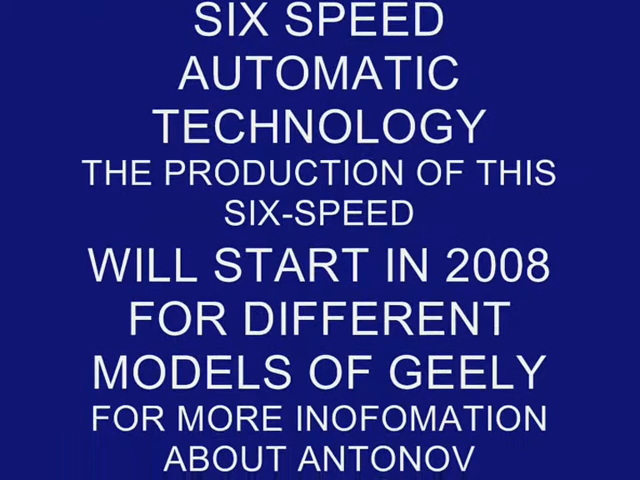 SIX SPEED
AUTOMATIC
TECHNOLOGY
THE PRODUCTION OF THIS
SIX-SPEED
WILL START IN 2008
FOR DIFFERENT
MODELS OF GEELY
FOR MORE INOFOMATION
ABOUT ANTONOV